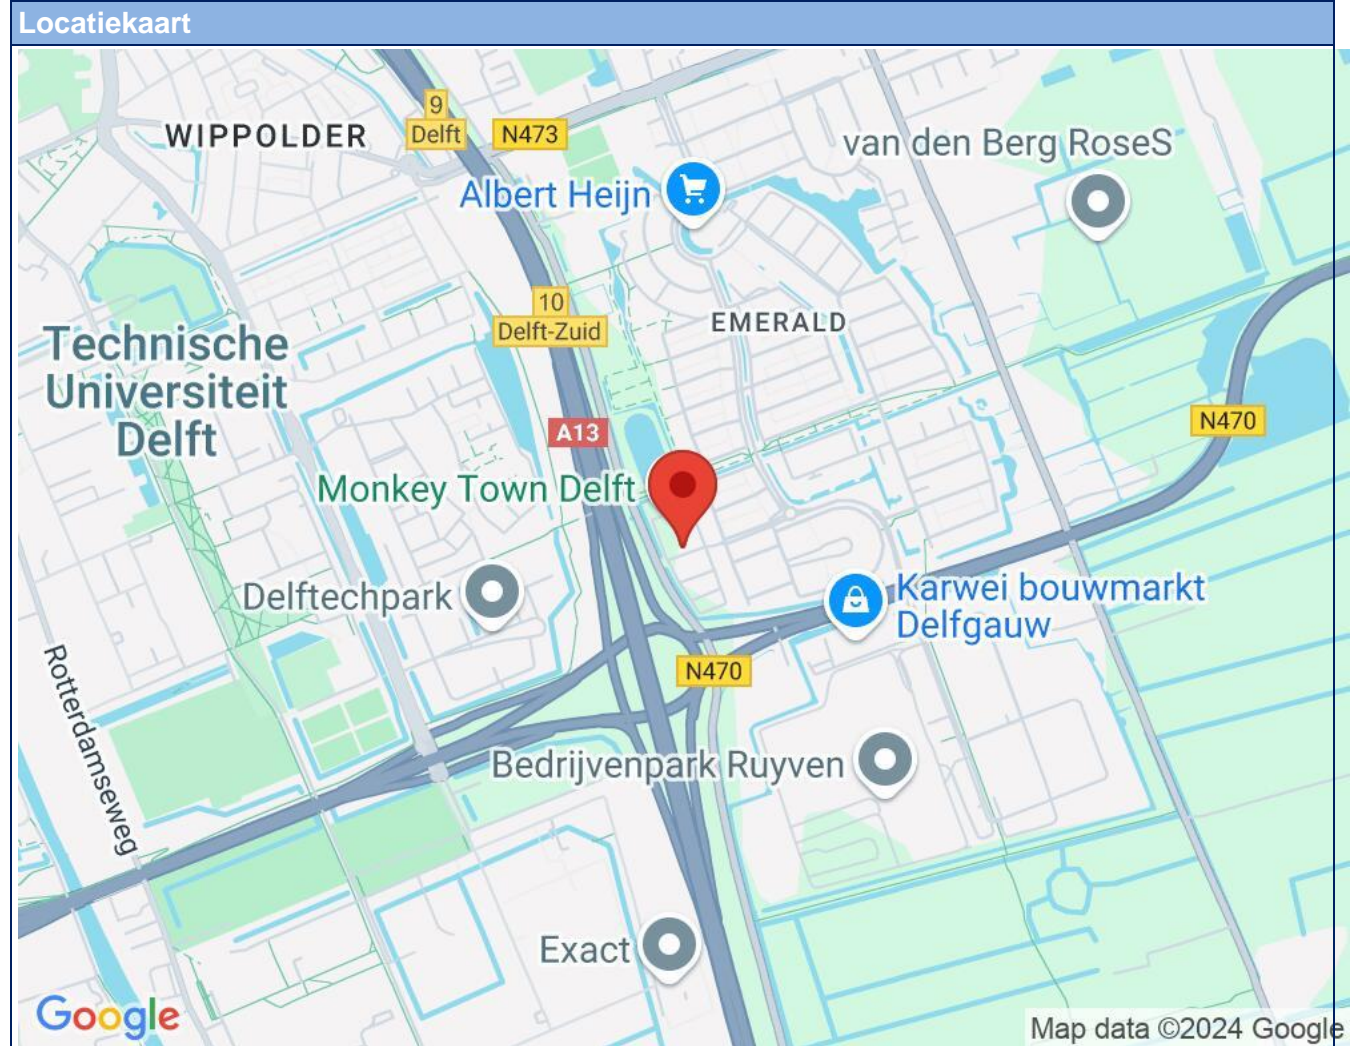 Locatiekaart
9
Delft
N473
WIPPOLDER
van den Berg RoseS
Albert Heijn
10
Delft-Zuid
EMERALD
Technische
Universiteit
Delft
A13
N470
Monkey Town Delft
Delftechpark
Karwei bouwmarkt
Delfgauw
N470
Rotterdamseweg
Bedrijvenpark Ruyven
Exact
Google
Map data ©2024 Google